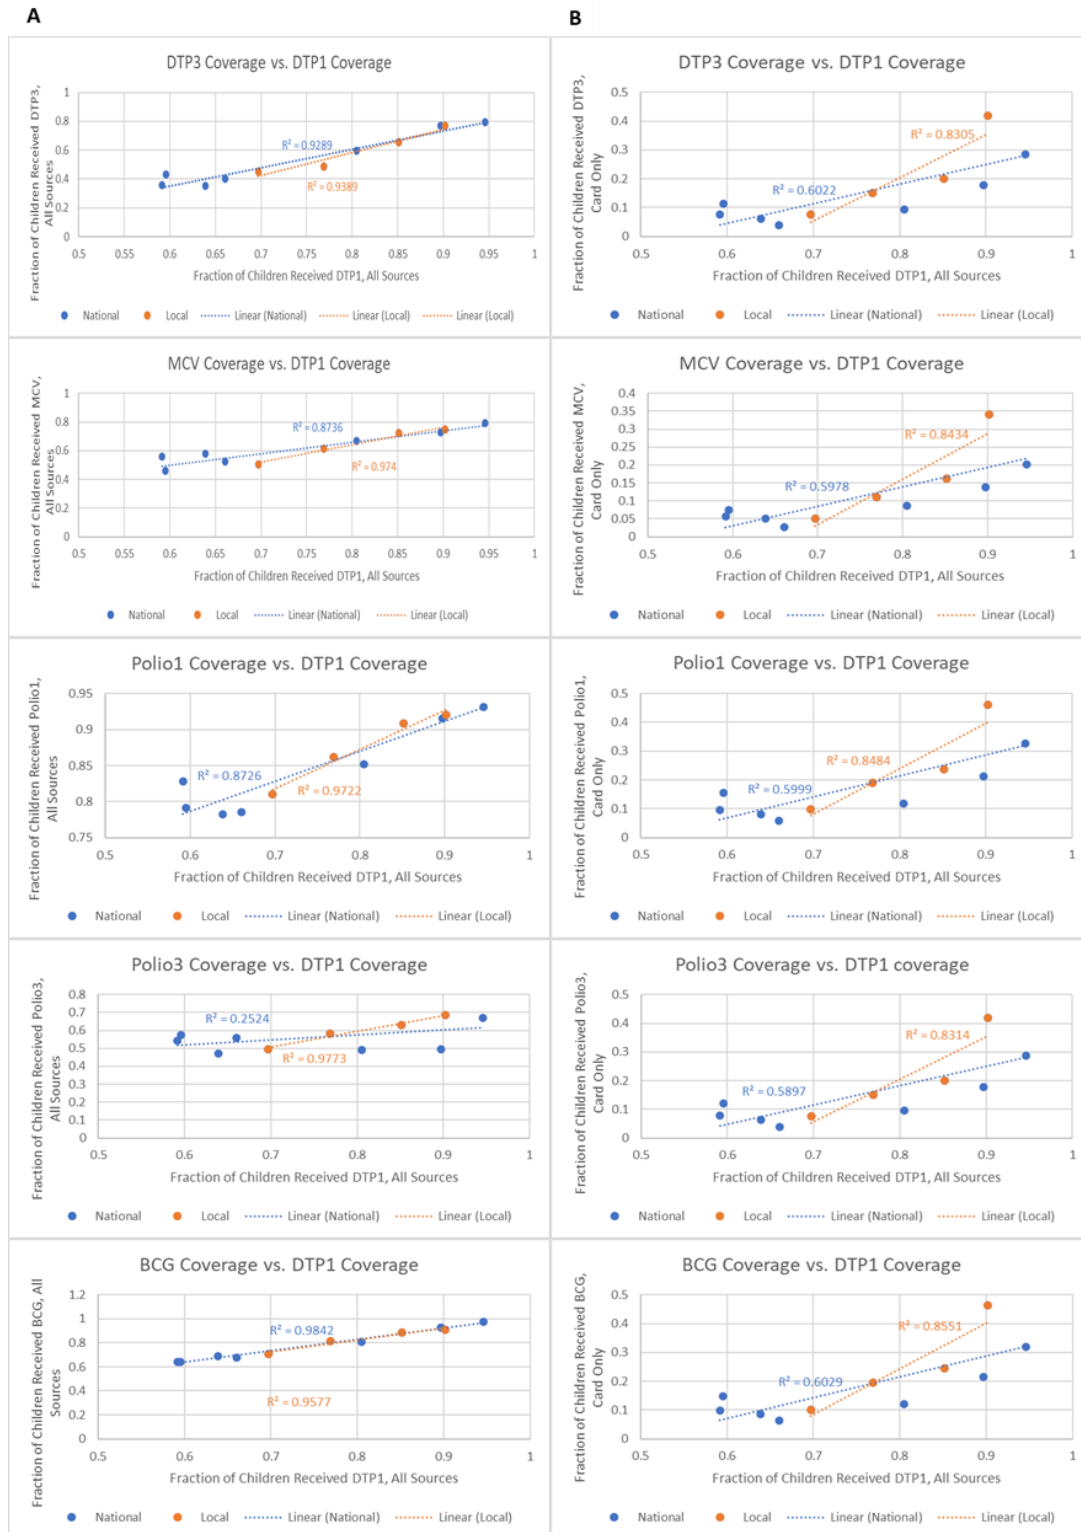 A
B
DTP3 Coverage vs. DTP1 Coverage
Fraction of Children Received DTP3,
All Sources
1
0.8
0.6
0.4
0.2
0
R² = 0.9289
R² = 0.9389
0.5 0.55 0.6 0.65 0.7 0.75 0.8 0.85 0.9 0.95 1
Fraction of Children Received DTP1, All Sources
National Local Linear (National) Linear (Local) Linear (Local)
DTP3 Coverage vs. DTP1 Coverage
Fraction of Children Received DTP3,
Card Only
0.5
0.4
0.3
0.2
0.1
0
R² = 0.8305
R² = 0.6022
0.5 0.6 0.7 0.8 0.9 1
Fraction of Children Received DTP1, All Sources
National Local Linear (National) Linear (Local)
MCV Coverage vs. DTP1 Coverage
Fraction of Children Received MCV,
All Sources
1
0.8
0.6
0.4
0.2
0
R² = 0.8736
R² = 0.974
0.5 0.55 0.6 0.65 0.7 0.75 0.8 0.85 0.9 0.95 1
Fraction of Children Received DTP1, All Sources
National Local Linear (National) Linear (Local)
MCV Coverage vs. DTP1 Coverage
Fraction of Children Received MCV,
Card Only
0.4
0.35
0.3
0.25
0.2
0.15
0.1
0.05
0
R² = 0.8434
R² = 0.5978
0.5 0.6 0.7 0.8 0.9 1
Fraction of Children Received DTP1, All Sources
National Local Linear (National) Linear (Local)
Polio1 Coverage vs. DTP1 Coverage
Fraction of Children Received Polio1,
All Sources
0.95
0.9
0.85
0.8
0.75
R² = 0.8726
R² = 0.9722
0.5 0.6 0.7 0.8 0.9 1
Fraction of Children Received DTP1, All Sources
National Local Linear (National) Linear (Local)
Polio1 Coverage vs. DTP1 Coverage
Fraction of Children Received Polio1,
Card Only
0.5
0.4
0.3
0.2
0.1
0
R² = 0.8484
R² = 0.5999
0.5 0.6 0.7 0.8 0.9 1
Fraction of Children Received DTP1, All Sources
National Local Linear (National) Linear (Local)
Polio3 Coverage vs. DTP1 Coverage
Fraction of Children Received Polio3,
All Sources
0.8
0.7
0.6
0.5
0.4
0.3
0.2
0.1
0
R² = 0.2524
R² = 0.9773
0.5 0.6 0.7 0.8 0.9 1
Fraction of Children Received DTP1, All Sources
National Local Linear (National) Linear (Local)
Polio3 Coverage vs. DTP1 coverage
Fraction of Children Received Polio3,
Card Only
0.5
0.4
0.3
0.2
0.1
0
R² = 0.8314
R² = 0.5897
0.5 0.6 0.7 0.8 0.9 1
Fraction of Children Received DTP1, All Sources
National Local Linear (National) Linear (Local)
BCG Coverage vs. DTP1 Coverage
Fraction of Children Received BCG, All
Sources
1.2
1
0.8
0.6
0.4
0.2
0
R² = 0.9842
R² = 0.9577
0.5 0.6 0.7 0.8 0.9 1
Fraction of Children Received DTP1, All Sources
National Local Linear (National) Linear (Local)
BCG Coverage vs. DTP1 Coverage
Fraction of Children Received BCG,
Card Only
0.5
0.4
0.3
0.2
0.1
0
R² = 0.8551
R² = 0.6029
0.5 0.6 0.7 0.8 0.9 1
Fraction of Children Received DTP1, All Sources
National Local Linear (National) Linear (Local)